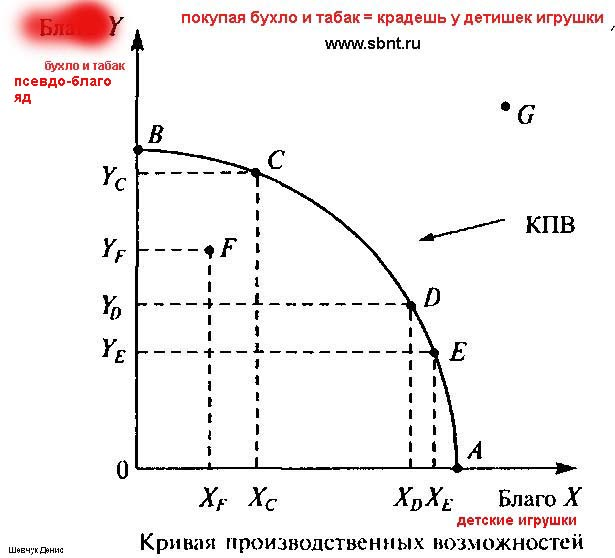 покупая бухло и табак = крадешь у детишек игрушки
www.sbnt.ru
Благо Y
бухло и табак
псевдо-благо
яд
G
B
C
Y_C
КПВ
Y_F
F
Y_D
D
Y_E
E
A
0
X_F X_C X_D X_E Благо X
детские игрушки
Шевчук Денис
Кривая производственных возможностей